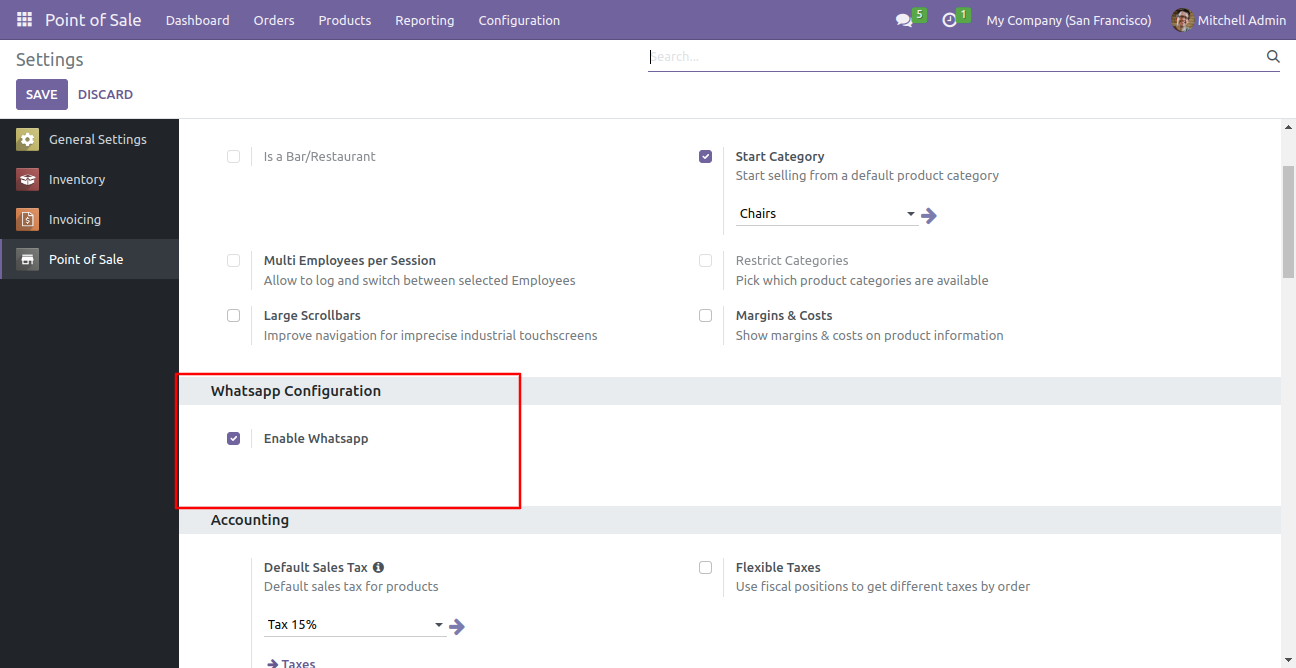 Point of Sale Dashboard Orders Products Reporting Configuration 5 1 My Company (San Francisco) Mitchell Admin
Settings
Search...
SAVE DISCARD
General Settings
Inventory
Invoicing
Point of Sale
Is a Bar/Restaurant
Start Category
Start selling from a default product category
Chairs
Multi Employees per Session
Allow to log and switch between selected Employees
Restrict Categories
Pick which product categories are available
Large Scrollbars
Improve navigation for imprecise industrial touchscreens
Margins & Costs
Show margins & costs on product information
Whatsapp Configuration
Enable Whatsapp
Accounting
Default Sales Tax
Default sales tax for products
Tax 15%
Taxes
Flexible Taxes
Use fiscal positions to get different taxes by order